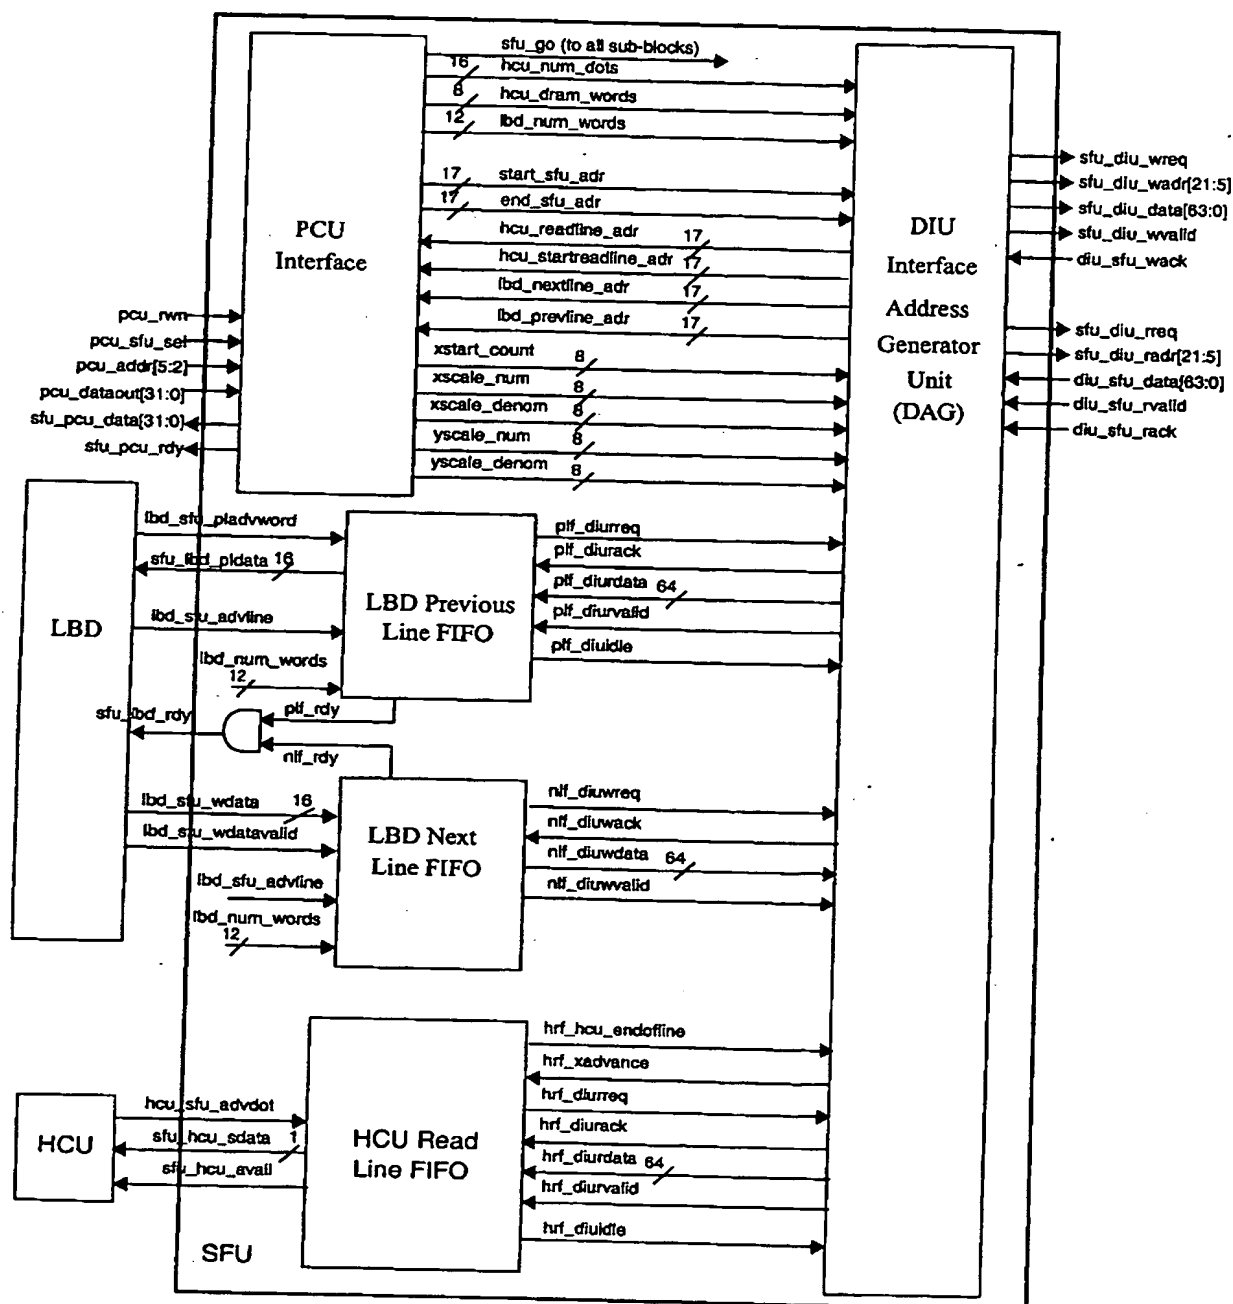 sfu_go (to all sub-blocks)
16 hcu_num_dots
8 hcu_dram_words
12 lbd_num_words
17 start_sfu_adr
17 end_sfu_adr
hcu_readline_adr 17
hcu_startreadline_adr 17
lbd_nextline_adr 17
lbd_prevline_adr 17
xstart_count 8
xscale_num 8
xscale_denom 8
yscale_num 8
yscale_denom 8
PCU
Interface
DIU
Interface
Address
Generator
Unit
(DAG)
sfu_diu_wreq
sfu_diu_wadr[21:5]
sfu_diu_data[63:0]
sfu_diu_wvalid
diu_sfu_wack
sfu_diu_rreq
sfu_diu_radr[21:5]
diu_sfu_data[63:0]
diu_sfu_rvalid
diu_sfu_rack
pcu_rwn
pcu_sfu_sel
pcu_addr[5:2]
pcu_dataout[31:0]
sfu_pcu_data[31:0]
sfu_pcu_rdy
LBD
lbd_sfu_pladvword
sfu_lbd_pldata 16
lbd_sfu_advline
lbd_num_words
12
LBD Previous
Line FIFO
plf_diurreq
plf_diurack
plf_diurdata 64
plf_diurvalid
plf_diuidle
sfu_lbd_rdy
plf_rdy
nlf_rdy
lbd_sfu_wdata 16
lbd_sfu_wdatavalid
lbd_sfu_advline
lbd_num_words
12
LBD Next
Line FIFO
nlf_diuwreq
nlf_diuwack
nlf_diuwdata 64
nlf_diuwvalid
HCU
hcu_sfu_advdot
sfu_hcu_sdata 1
sfu_hcu_avail
HCU Read
Line FIFO
hrf_hcu_endofline
hrf_xadvance
hrf_diurreq
hrf_diurack
hrf_diurdata 64
hrf_diurvalid
hrf_diuidle
SFU